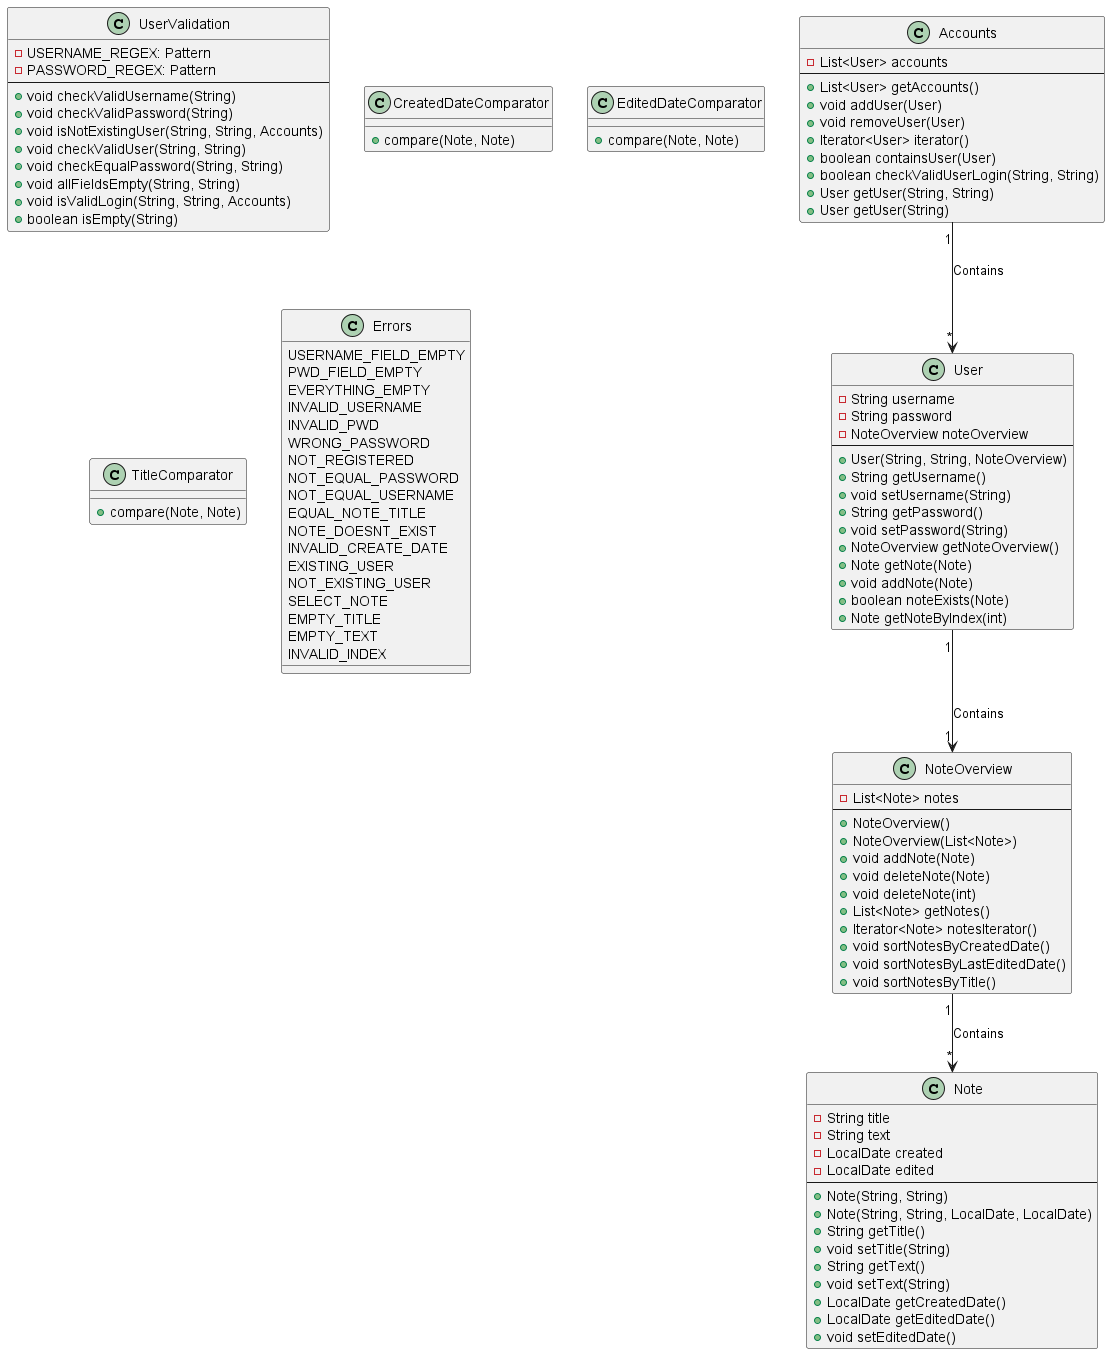 C UserValidation
USERNAME_REGEX: Pattern
PASSWORD_REGEX: Pattern
void checkValidUsername(String)
void checkValidPassword(String)
void isNotExistingUser(String, String, Accounts)
void checkValidUser(String, String)
void checkEqualPassword(String, String)
void allFieldsEmpty(String, String)
void isValidLogin(String, String, Accounts)
boolean isEmpty(String)
C CreatedDateComparator
compare(Note, Note)
C EditedDateComparator
compare(Note, Note)
C Accounts
List<User> accounts
List<User> getAccounts()
void addUser(User)
void removeUser(User)
Iterator<User> iterator()
boolean containsUser(User)
boolean checkValidUserLogin(String, String)
User getUser(String, String)
User getUser(String)
1
Contains
*
C TitleComparator
compare(Note, Note)
C Errors
USERNAME_FIELD_EMPTY
PWD_FIELD_EMPTY
EVERYTHING_EMPTY
INVALID_USERNAME
INVALID_PWD
WRONG_PASSWORD
NOT_REGISTERED
NOT_EQUAL_PASSWORD
NOT_EQUAL_USERNAME
EQUAL_NOTE_TITLE
NOTE_DOESNT_EXIST
INVALID_CREATE_DATE
EXISTING_USER
NOT_EXISTING_USER
SELECT_NOTE
EMPTY_TITLE
EMPTY_TEXT
INVALID_INDEX
C User
String username
String password
NoteOverview noteOverview
User(String, String, NoteOverview)
String getUsername()
void setUsername(String)
String getPassword()
void setPassword(String)
NoteOverview getNoteOverview()
Note getNote(Note)
void addNote(Note)
boolean noteExists(Note)
Note getNoteByIndex(int)
1
Contains
1
C NoteOverview
List<Note> notes
NoteOverview()
NoteOverview(List<Note>)
void addNote(Note)
void deleteNote(Note)
void deleteNote(int)
List<Note> getNotes()
Iterator<Note> notesIterator()
void sortNotesByCreatedDate()
void sortNotesByLastEditedDate()
void sortNotesByTitle()
1
Contains
*
C Note
String title
String text
LocalDate created
LocalDate edited
Note(String, String)
Note(String, String, LocalDate, LocalDate)
String getTitle()
void setTitle(String)
String getText()
void setText(String)
LocalDate getCreatedDate()
LocalDate getEditedDate()
void setEditedDate()